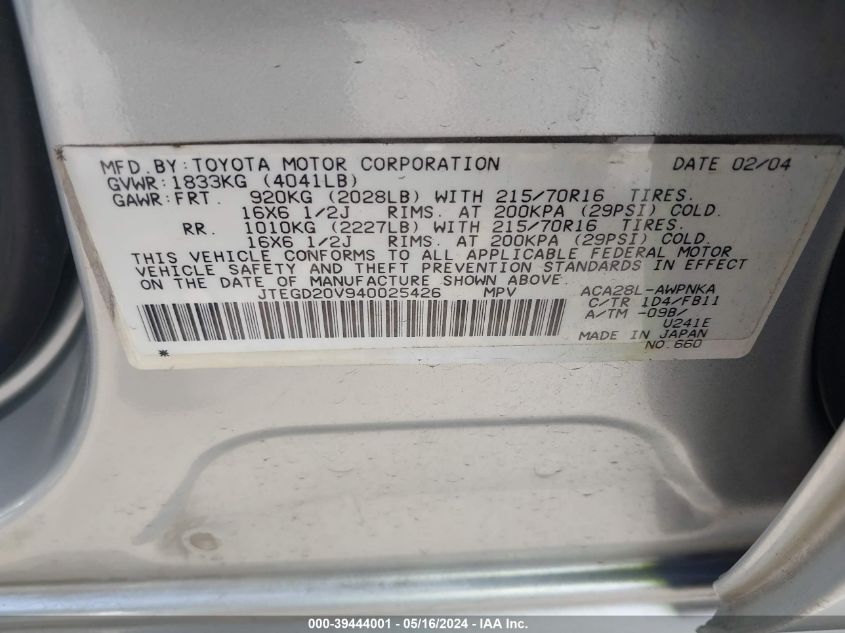 MFD.BY:TOYOTA MOTOR CORPORATION DATE 02/04
GVWR:1833KG (4041LB)
GAWR:FRT. 920KG (2028LB) WITH 215/70R16 TIRES.
16X6 1/2J RIMS. AT 200KPA (29PSI) COLD.
RR. 1010KG (2227LB) WITH 215/70R16 TIRES.
16X6 1/2J RIMS. AT 200KPA (29PSI) COLD.
THIS VEHICLE CONFORMS TO ALL APPLICABLE FEDERAL MOTOR
VEHICLE SAFETY AND THEFT PREVENTION STANDARDS IN EFFECT
ON THE DATE OF MANUFACTURE SHOWN ABOVE.
JTEGD20V940025426 MPV ACA28L-AWPNKA
C/TR 1D4/FB11
A/TM -09B/
U241E
MADE IN JAPAN
* NO.660
000-39444001 - 05/16/2024 - IAA Inc.